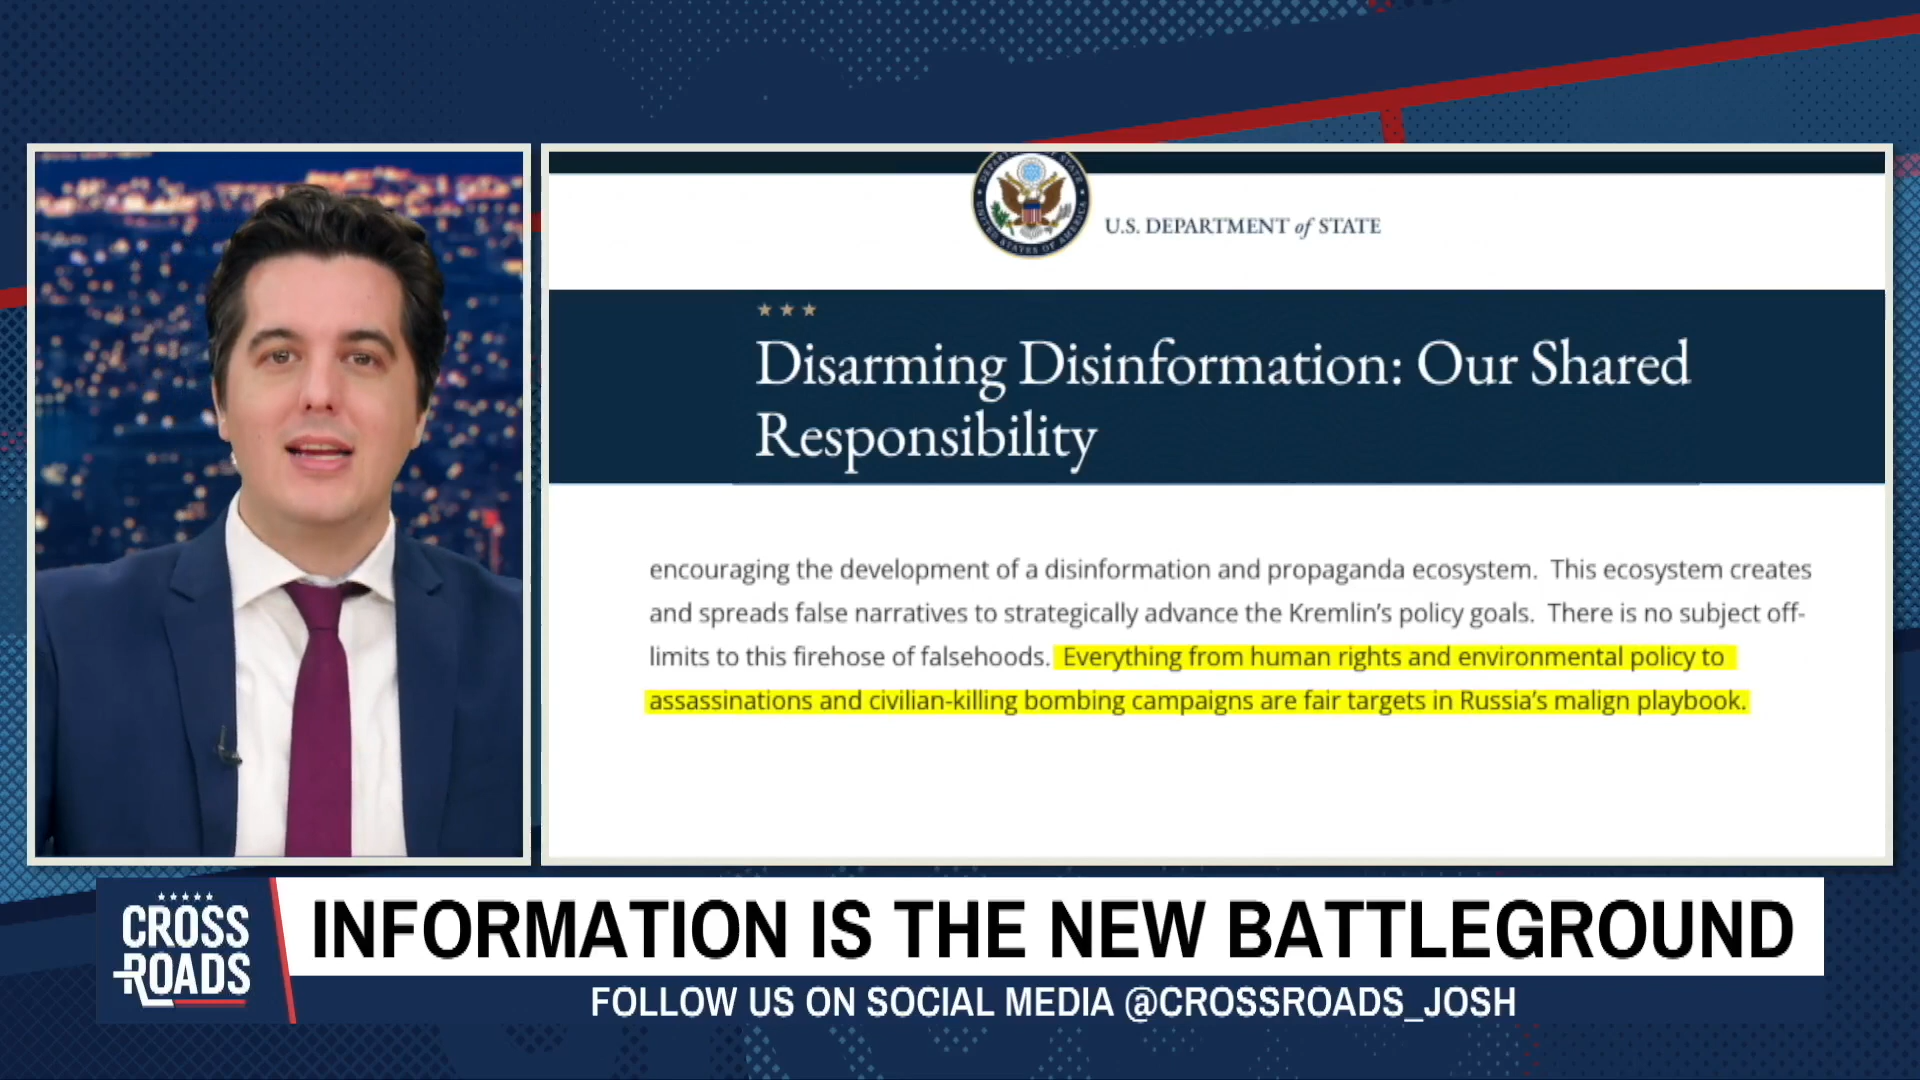 U.S. DEPARTMENT of STATE
Disarming Disinformation: Our Shared
Responsibility
encouraging the development of a disinformation and propaganda ecosystem. This ecosystem creates
and spreads false narratives to strategically advance the Kremlin's policy goals. There is no subject off-
limits to this firehose of falsehoods. Everything from human rights and environmental policy to
assassinations and civilian-killing bombing campaigns are fair targets in Russia's malign playbook.
CROSS
ROADS
INFORMATION IS THE NEW BATTLEGROUND
FOLLOW US ON SOCIAL MEDIA @CROSSROADS_JOSH